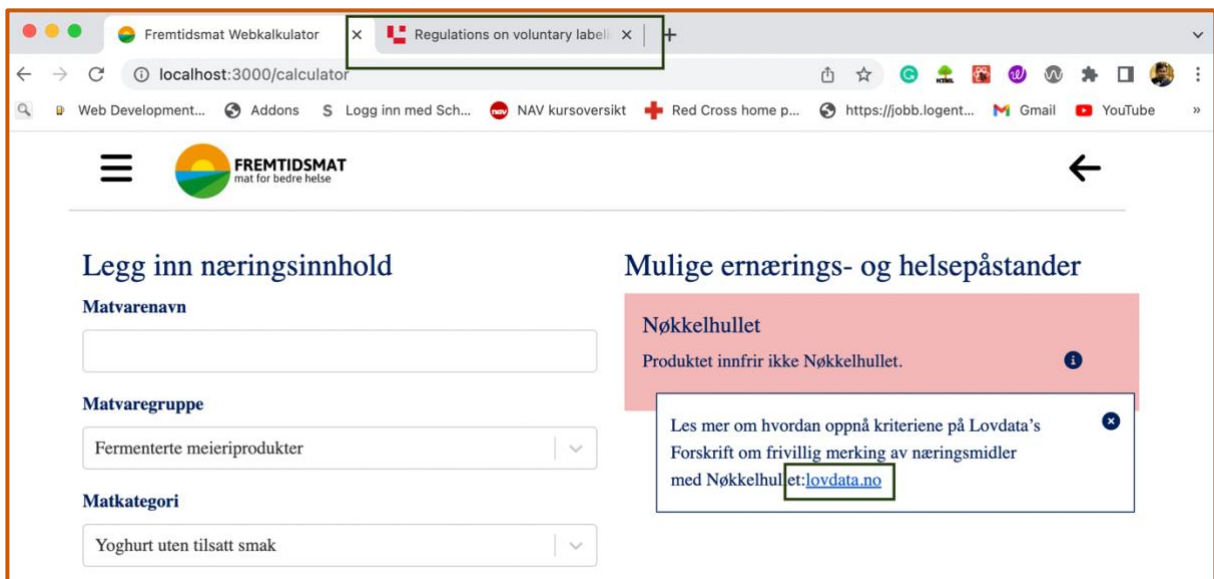 Fremtidsmat Webkalkulator
Regulations on voluntary labeli
localhost:3000/calculator
Web Development... Addons Logg inn med Sch... NAV kursoversikt Red Cross home p... https://jobb.logent... Gmail YouTube »
FREMTIDSMAT
mat for bedre helse
Legg inn næringsinnhold
Matvarenavn
Matvaregruppe
Fermenterte meieriprodukter
Matkategori
Yoghurt uten tilsatt smak
Mulige ernærings- og helsepåstander
Nøkkelhullet
Produktet innfrir ikke Nøkkelhullet.
Les mer om hvordan oppnå kriteriene på Lovdata's
Forskrift om frivillig merking av næringsmidler
med Nøkkelhullet:lovdata.no